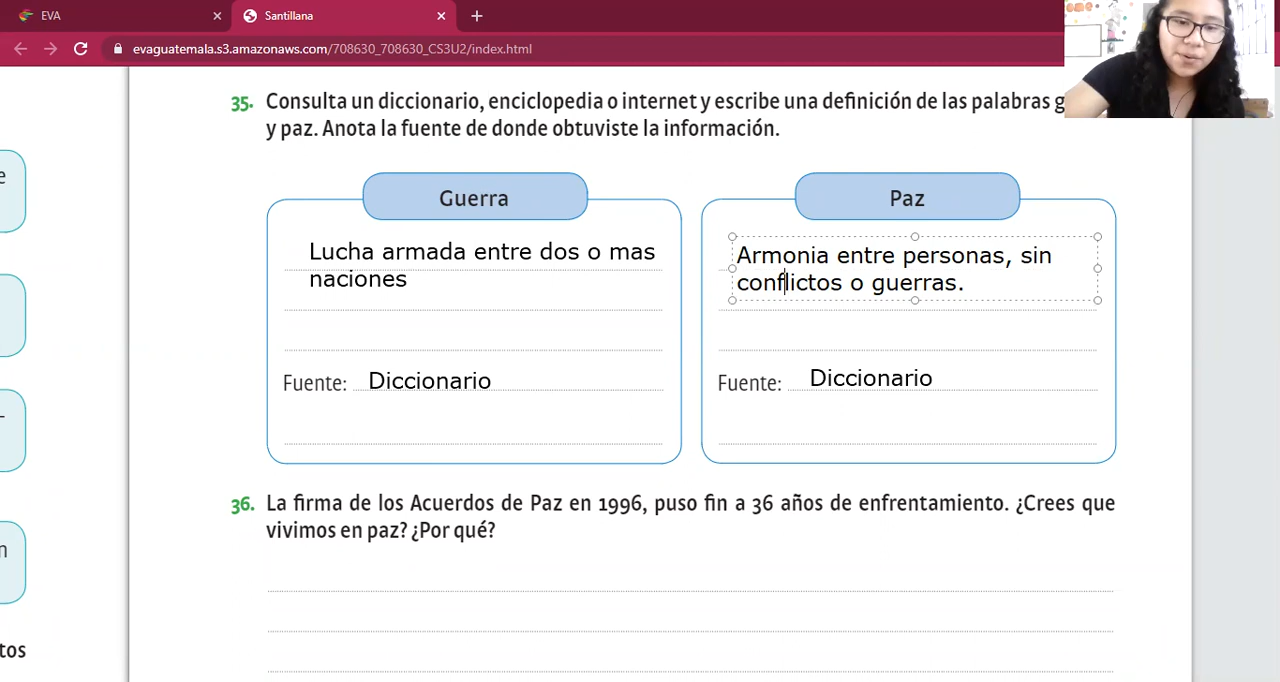 EVA
Santillana
evaguatemala.s3.amazonaws.com/708630_708630_CS3U2/index.html
35. Consulta un diccionario, enciclopedia o internet y escribe una definición de las palabras
y paz. Anota la fuente de donde obtuviste la información.
Guerra
Lucha armada entre dos o mas
naciones
Fuente: Diccionario
Paz
Armonia entre personas, sin
conflictos o guerras.
Fuente: Diccionario
36. La firma de los Acuerdos de Paz en 1996, puso fin a 36 años de enfrentamiento. ¿Crees que
vivimos en paz? ¿Por qué?